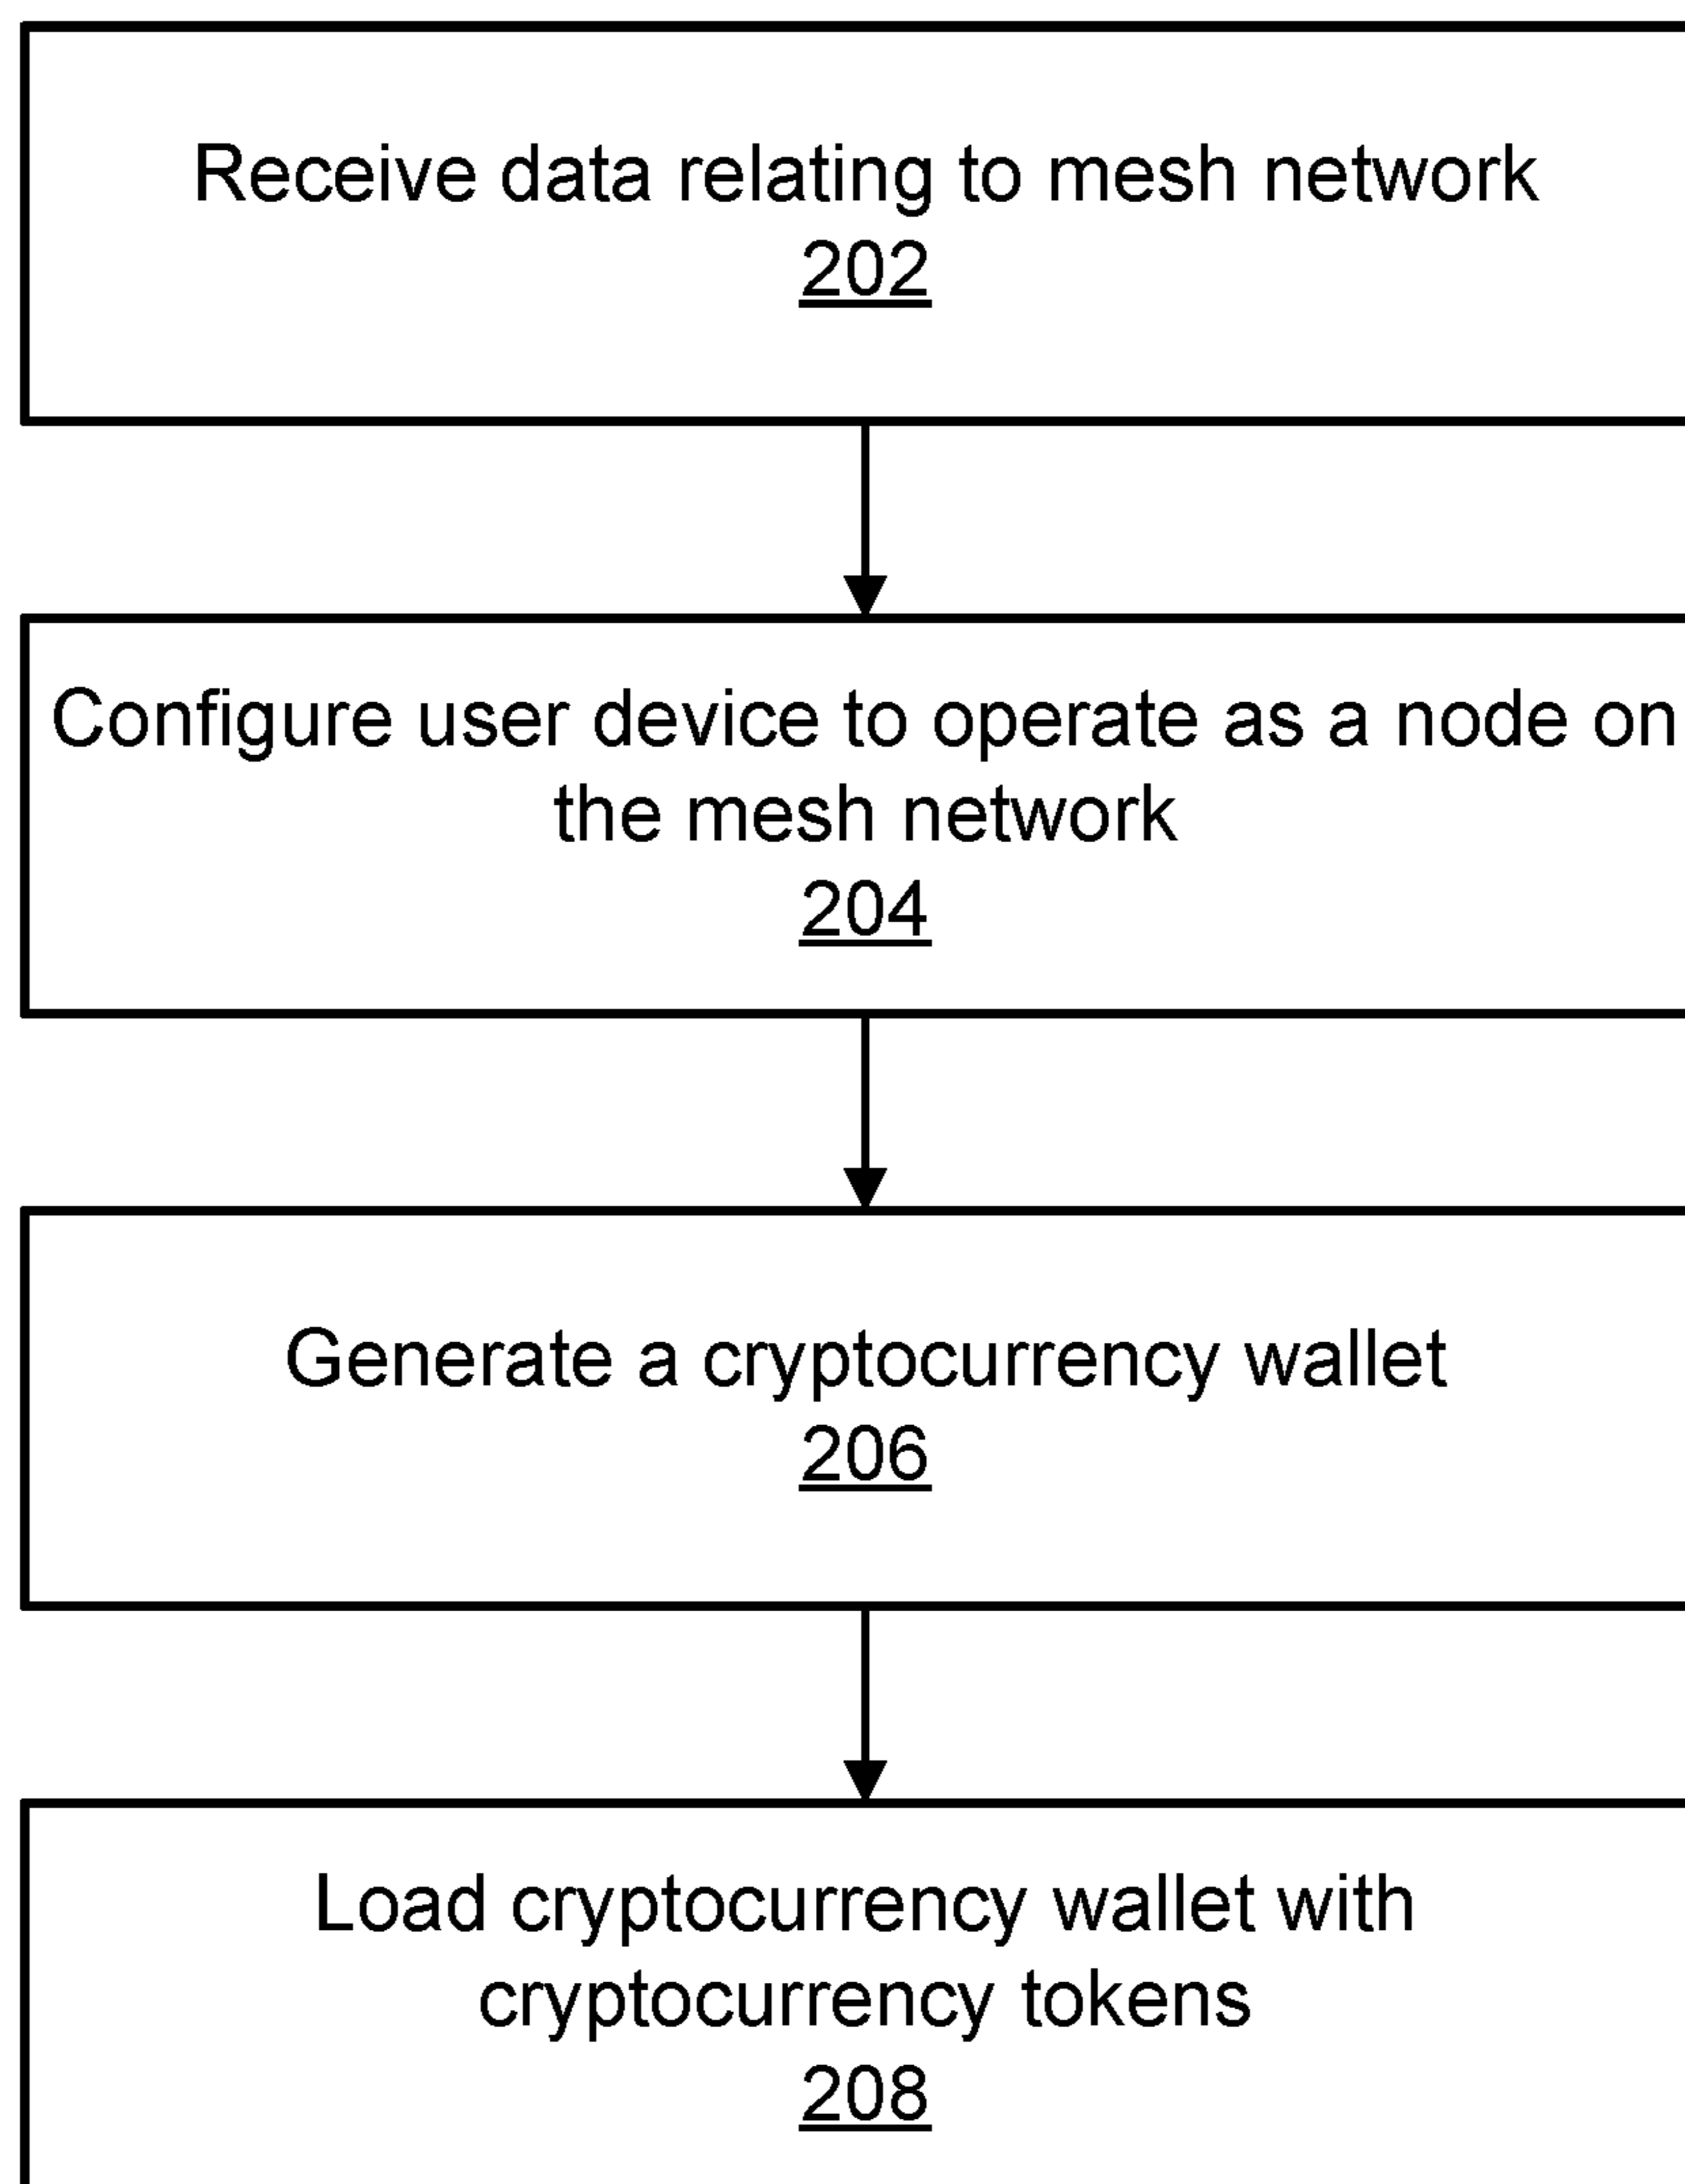 Receive data relating to mesh network
202
Configure user device to operate as a node on
the mesh network
204
Generate a cryptocurrency wallet
206
Load cryptocurrency wallet with
cryptocurrency tokens
208